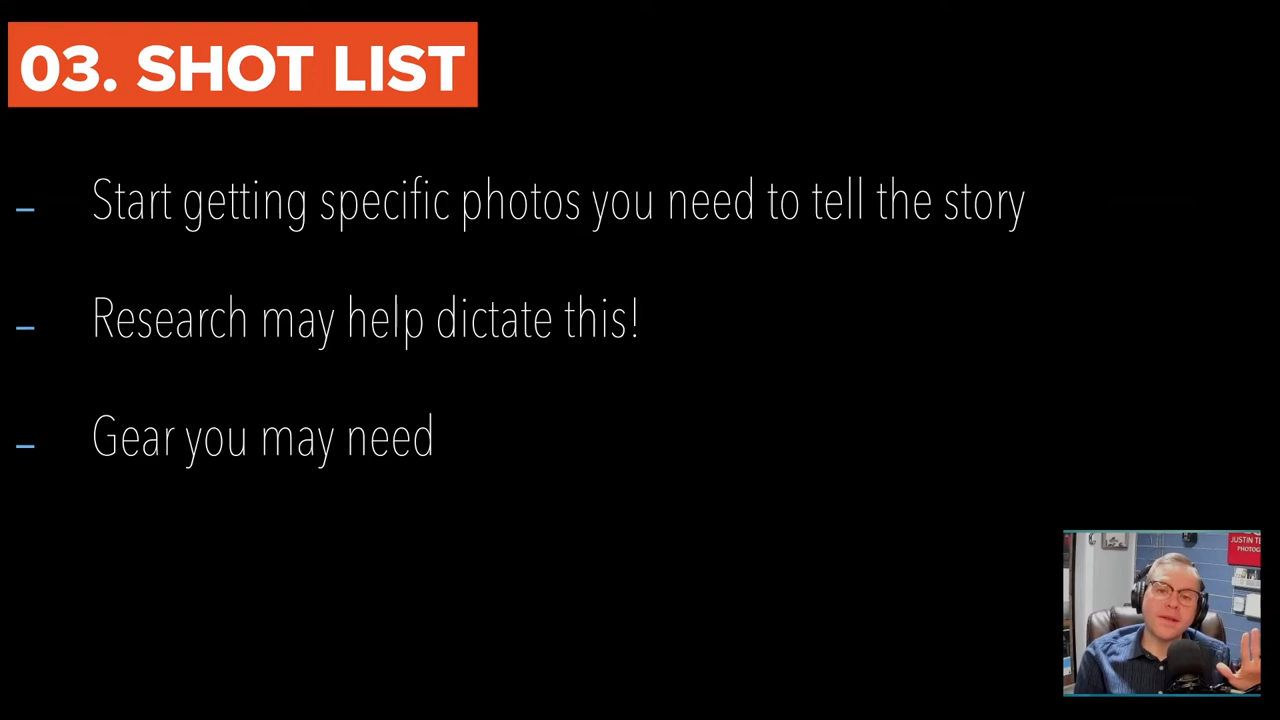 03. SHOT LIST
– Start getting specific photos you need to tell the story
– Research may help dictate this!
– Gear you may need
JUSTIN